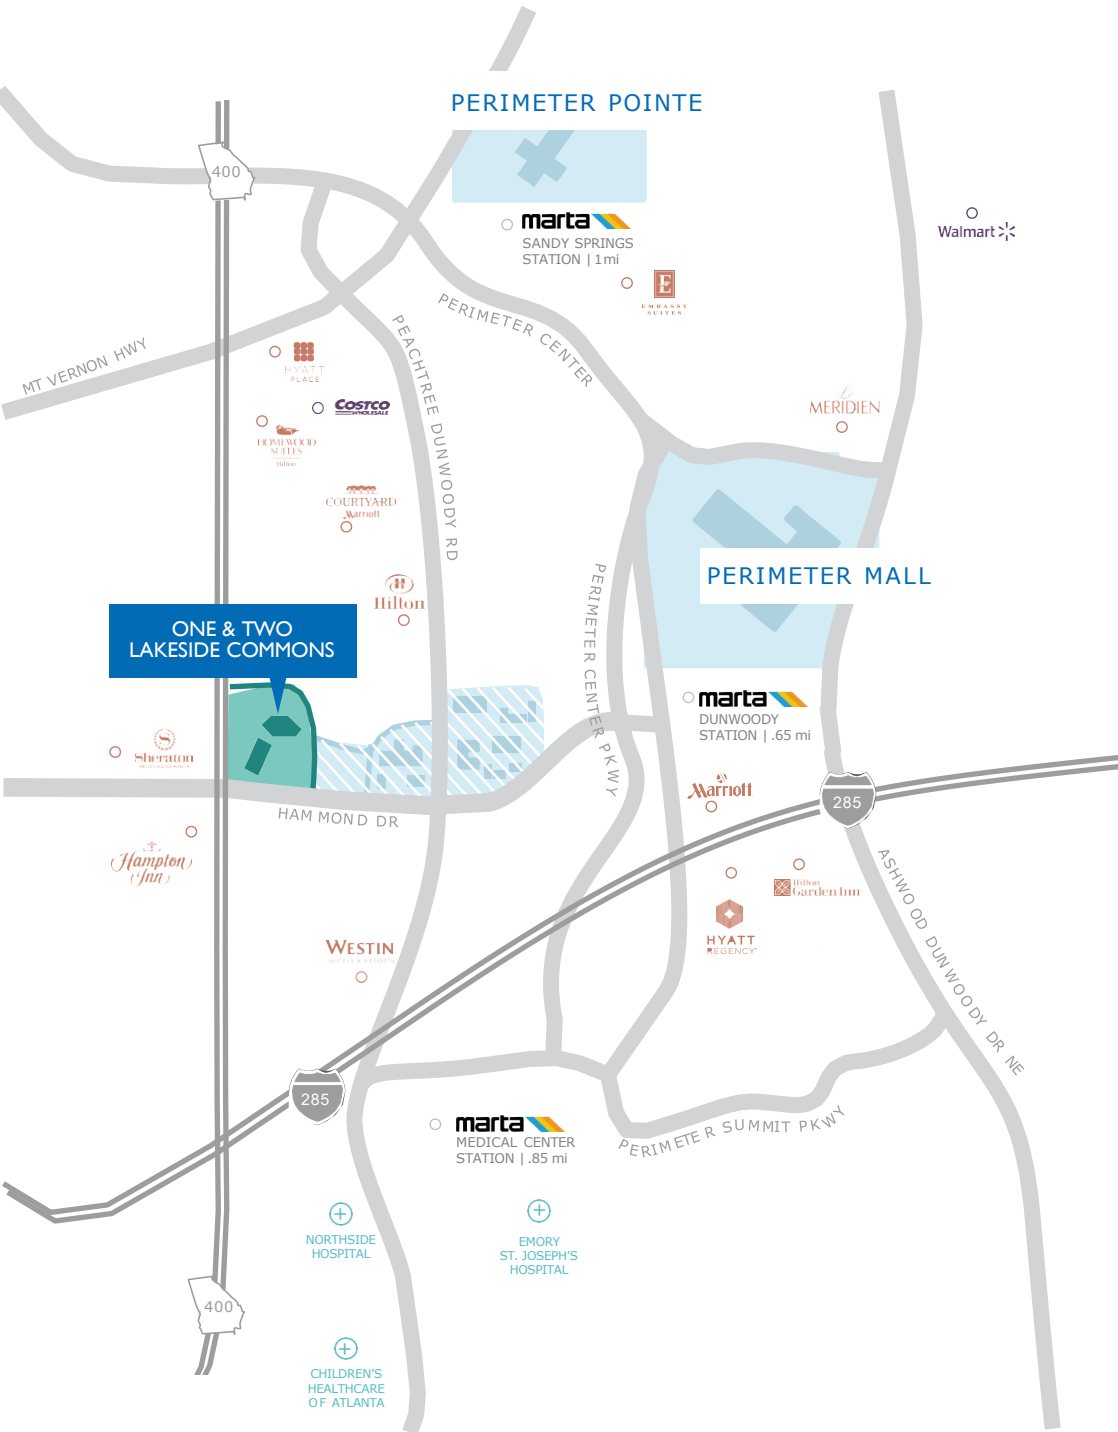 PERIMETER POINTE
400
marta
SANDY SPRINGS
STATION | 1 mi
Walmart
E
EMBASSY
SUITES
PERIMETER CENTER
MT VERNON HWY
PEACHTREE DUNWOODY RD
HYATT
PLACE
COSTCO
WHOLESALE
HOMEWOOD
SUITES
Hilton
Le
MERIDIEN
COURTYARD
Marriott
PERIMETER MALL
H
Hilton
PERIMETER CENTER PKWY
ONE & TWO
LAKESIDE COMMONS
marta
DUNWOODY
STATION | .65 mi
S
Sheraton
HAMMOND DR
Marriott
285
Hampton
Inn
Hilton
Garden Inn
ASHWOOD DUNWOODY DR NE
HYATT
REGENCY
WESTIN
HOTELS & RESORTS
285
marta
MEDICAL CENTER
STATION | .85 mi
PERIMETER SUMMIT PKWY
NORTHSIDE
HOSPITAL
EMORY
ST. JOSEPH'S
HOSPITAL
400
CHILDREN'S
HEALTHCARE
OF ATLANTA